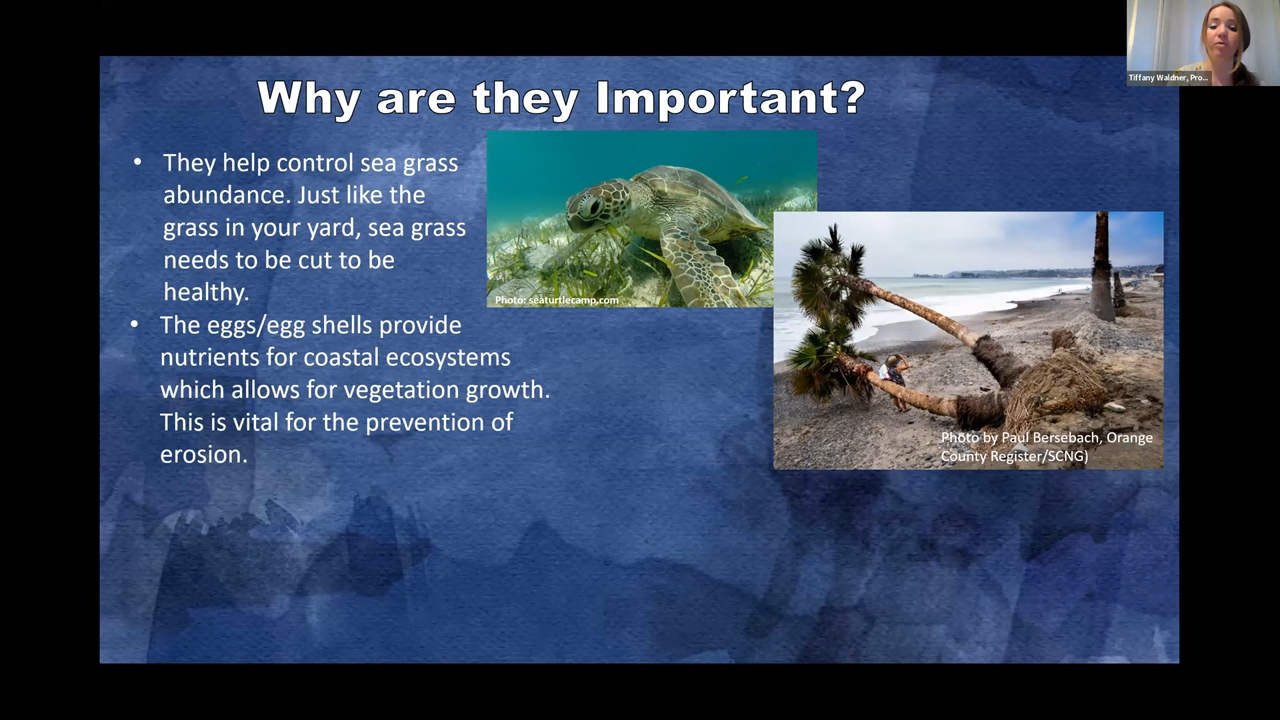 Why are they Important?
• They help control sea grass
abundance. Just like the
grass in your yard, sea grass
needs to be cut to be
healthy.
• The eggs/egg shells provide
nutrients for coastal ecosystems
which allows for vegetation growth.
This is vital for the prevention of
erosion.
Photo: seaturtlecamp.com
Photo by Paul Bersebach, Orange
County Register/SCNG)
Tiffany Waldner, Pro...